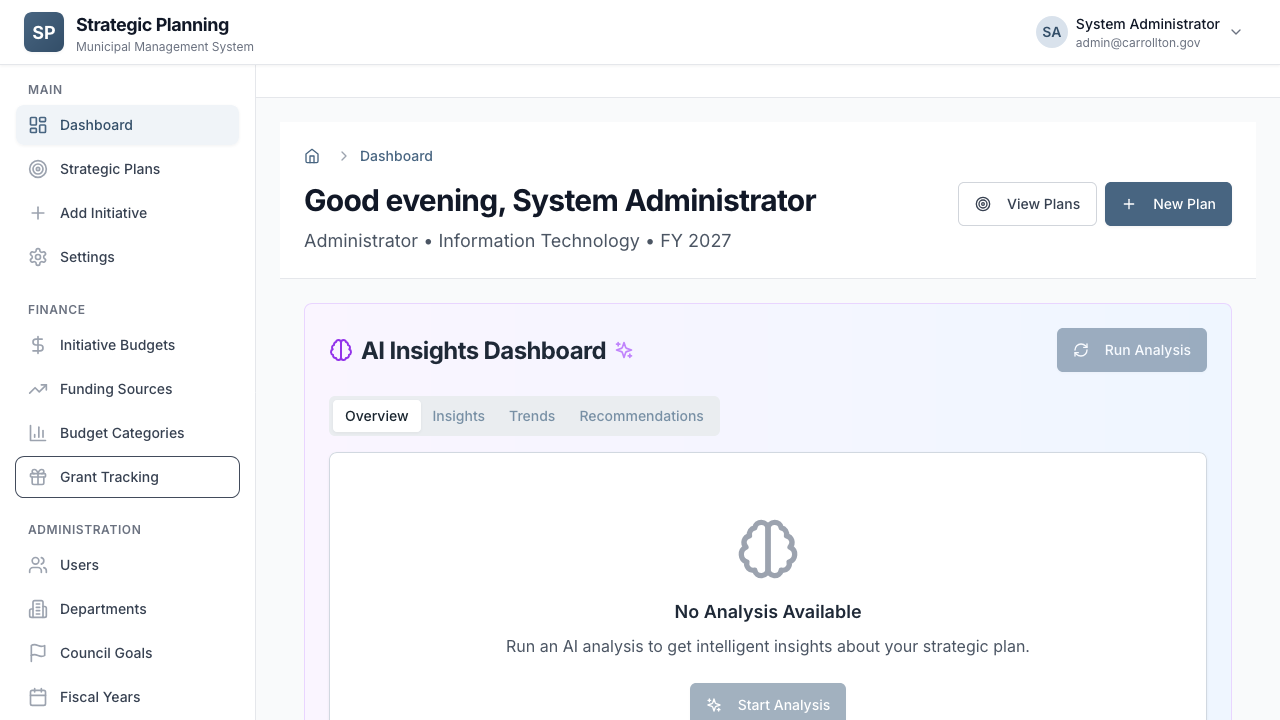 SP
Strategic Planning
Municipal Management System
SA
System Administrator
admin@carrollton.gov
MAIN
Dashboard
Strategic Plans
Add Initiative
Settings
FINANCE
Initiative Budgets
Funding Sources
Budget Categories
Grant Tracking
ADMINISTRATION
Users
Departments
Council Goals
Fiscal Years
Dashboard
Good evening, System Administrator
Administrator • Information Technology • FY 2027
View Plans
New Plan
AI Insights Dashboard
Run Analysis
Overview Insights Trends Recommendations
No Analysis Available
Run an AI analysis to get intelligent insights about your strategic plan.
Start Analysis